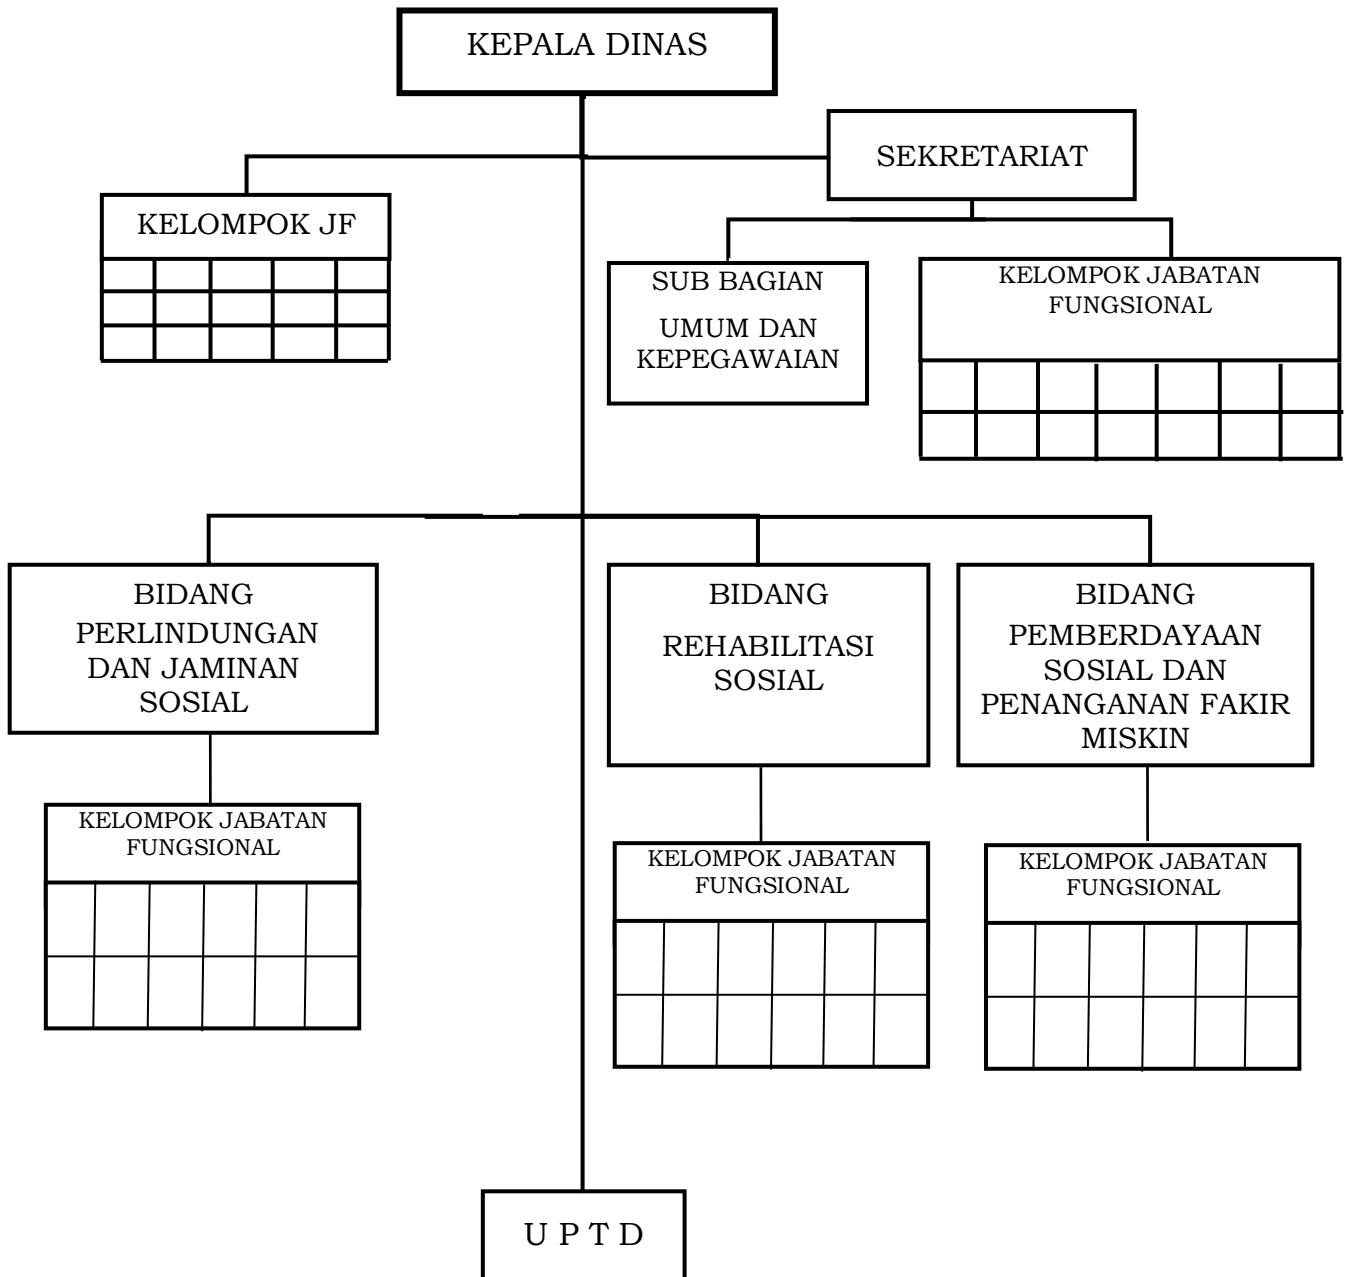 KEPALA DINAS
SEKRETARIAT
KELOMPOK JF
SUB BAGIAN
UMUM DAN
KEPEGAWAIAN
KELOMPOK JABATAN
FUNGSIONAL
BIDANG
PERLINDUNGAN
DAN JAMINAN
SOSIAL
BIDANG
REHABILITASI
SOSIAL
BIDANG
PEMBERDAYAAN
SOSIAL DAN
PENANGANAN FAKIR
MISKIN
KELOMPOK JABATAN
FUNGSIONAL
KELOMPOK JABATAN
FUNGSIONAL
KELOMPOK JABATAN
FUNGSIONAL
U P T D